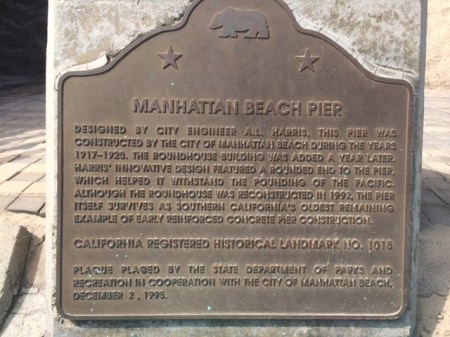 MANHATTAN BEACH PIER
DESIGNED BY CITY ENGINEER A.L. HARRIS, THIS PIER WAS
CONSTRUCTED BY THE CITY OF MANHATTAN BEACH DURING THE YEARS
1917-1920. THE ROUNDHOUSE BUILDING WAS ADDED A YEAR LATER.
HARRIS' INNOVATIVE DESIGN FEATURED A ROUNDED END TO THE PIER,
WHICH HELPED IT WITHSTAND THE POUNDING OF THE PACIFIC.
ALTHOUGH THE ROUNDHOUSE WAS RECONSTRUCTED IN 1992, THE PIER
ITSELF SURVIVES AS SOUTHERN CALIFORNIA'S OLDEST REMAINING
EXAMPLE OF EARLY REINFORCED CONCRETE PIER CONSTRUCTION.
CALIFORNIA REGISTERED HISTORICAL LANDMARK NO. 1018
PLAQUE PLACED BY THE STATE DEPARTMENT OF PARKS AND
RECREATION IN COOPERATION WITH THE CITY OF MANHATTAN BEACH,
DECEMBER 2, 1995.